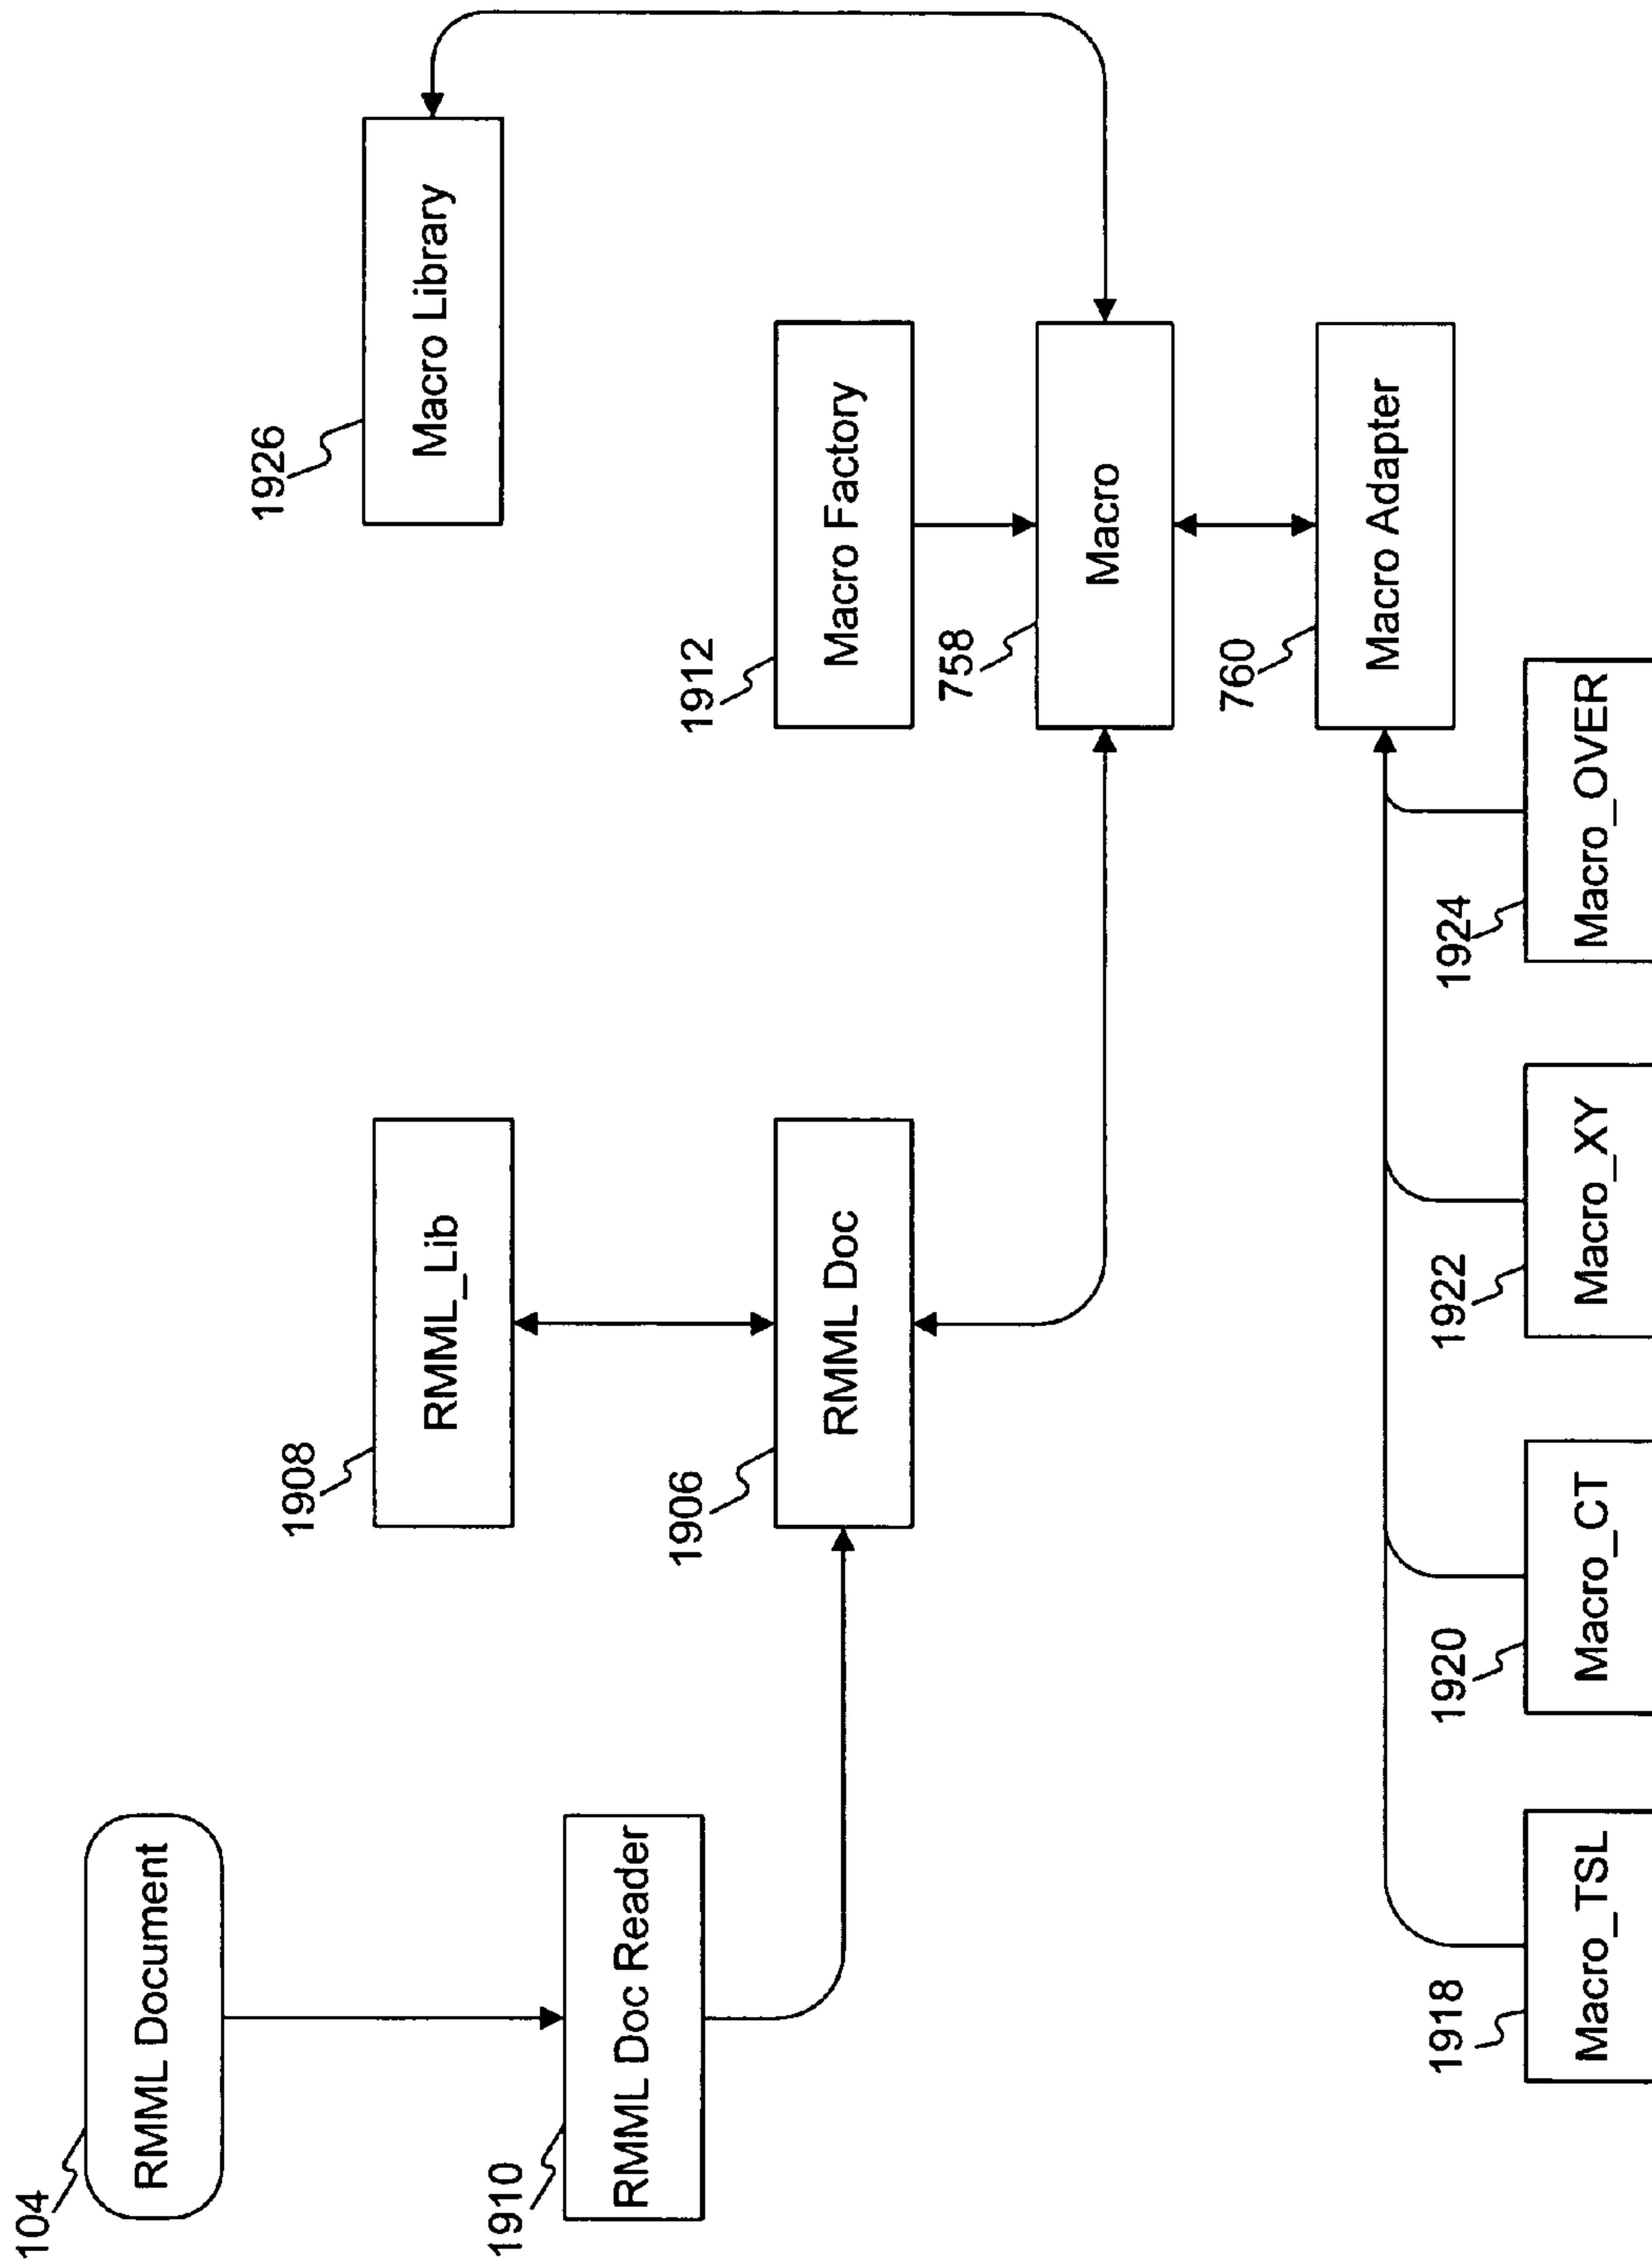 104
RMML Document
1910
RMML Doc Reader
1908
RMML_Lib
1906
RMML Doc
1926
Macro Library
1912
Macro Factory
758
Macro
760
Macro Adapter
1918
Macro_TSL
1920
Macro_CT
1922
Macro_XY
1924
Macro_OVER